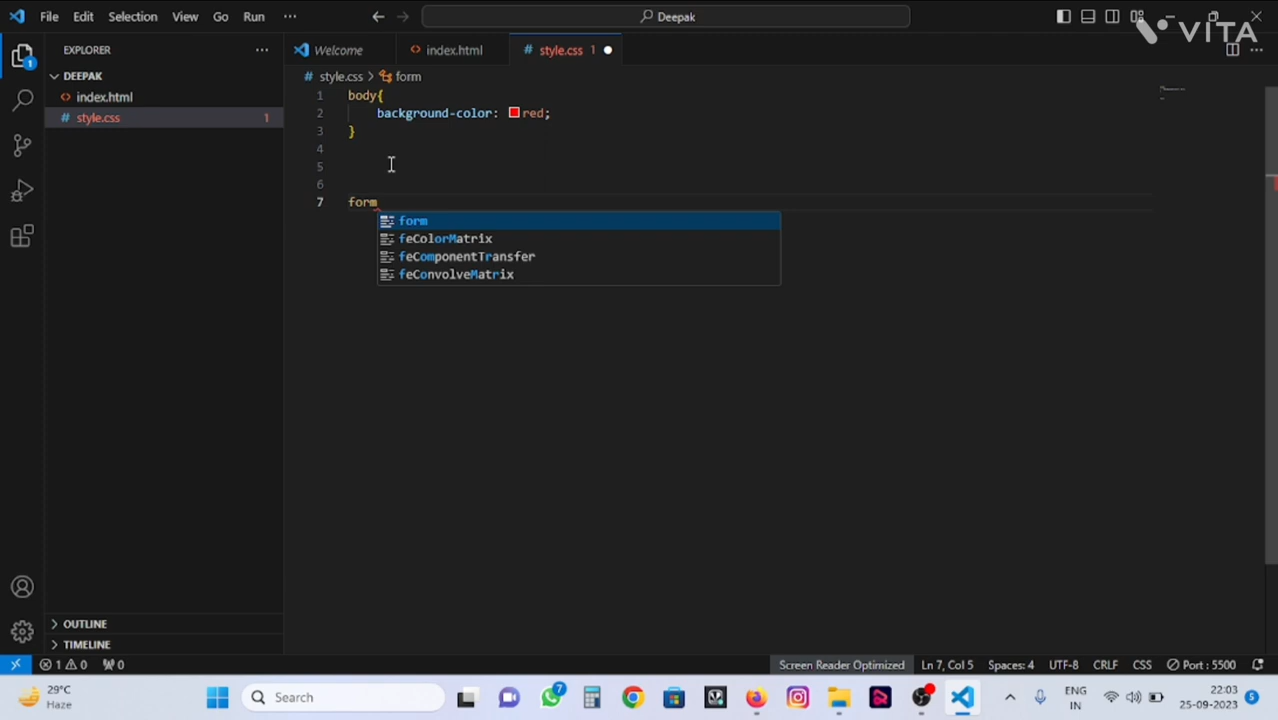 File Edit Selection View Go Run ··· Deepak
VITA
EXPLORER ··· Welcome index.html style.css 1
DEEPAK style.css > form
index.html
style.css 1
1 body{
2 background-color: red;
3 }
4
5
6
7 form
form
feColorMatrix
feComponentTransfer
feConvolveMatrix
OUTLINE
TIMELINE
1 0 0 Screen Reader Optimized Ln 7, Col 5 Spaces: 4 UTF-8 CRLF CSS Port : 5500
29°C
Haze
Search
7
ENG
IN
22:03
25-09-2023
5